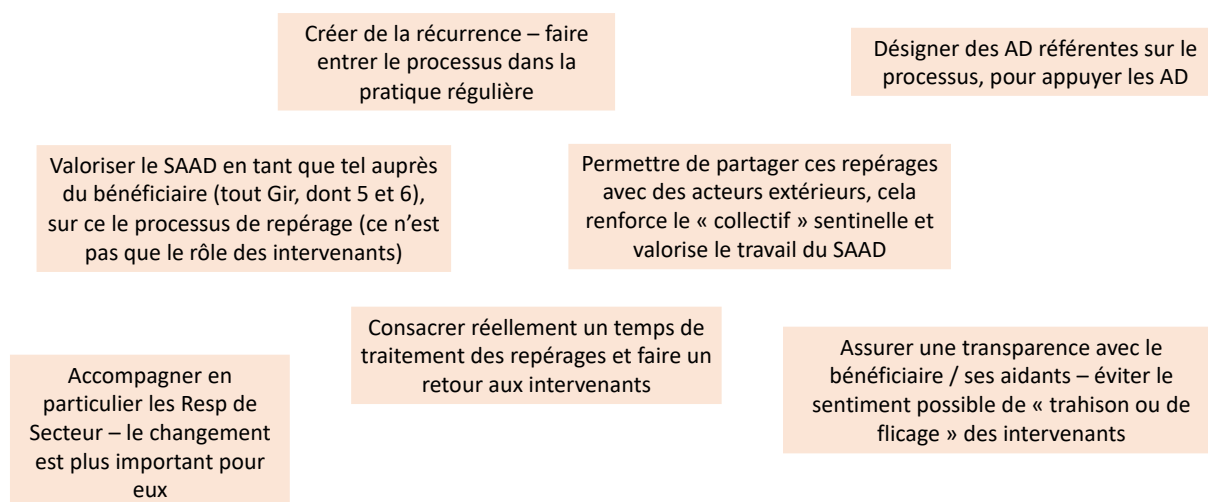 Créer de la récurrence – faire
entrer le processus dans la
pratique régulière
Désigner des AD référentes sur le
processus, pour appuyer les AD
Valoriser le SAAD en tant que tel auprès
du bénéficiaire (tout Gir, dont 5 et 6),
sur ce le processus de repérage (ce n’est
pas que le rôle des intervenants)
Permettre de partager ces repérages
avec des acteurs extérieurs, cela
renforce le « collectif » sentinelle et
valorise le travail du SAAD
Consacrer réellement un temps de
traitement des repérages et faire un
retour aux intervenants
Assurer une transparence avec le
bénéficiaire / ses aidants – éviter le
sentiment possible de « trahison ou de
flicage » des intervenants
Accompagner en
particulier les Resp de
Secteur – le changement
est plus important pour
eux